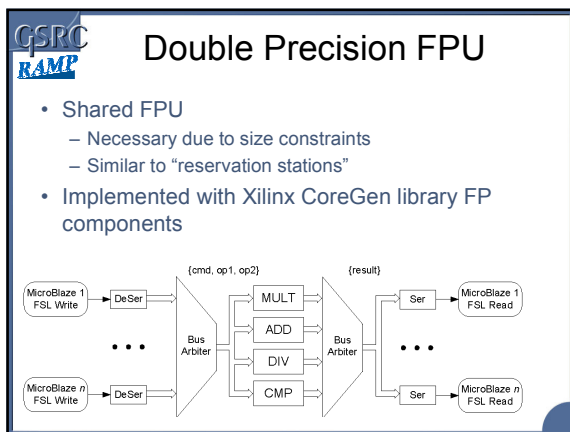 GSRC
RAMP
Double Precision FPU
• Shared FPU
– Necessary due to size constraints
– Similar to “reservation stations”
• Implemented with Xilinx CoreGen library FP
components
{cmd, op1, op2}
{result}
MicroBlaze 1
FSL Write
DeSer
• • •
MicroBlaze n
FSL Write
DeSer
Bus
Arbiter
MULT
ADD
DIV
CMP
Bus
Arbiter
Ser
MicroBlaze 1
FSL Read
• • •
Ser
MicroBlaze n
FSL Read